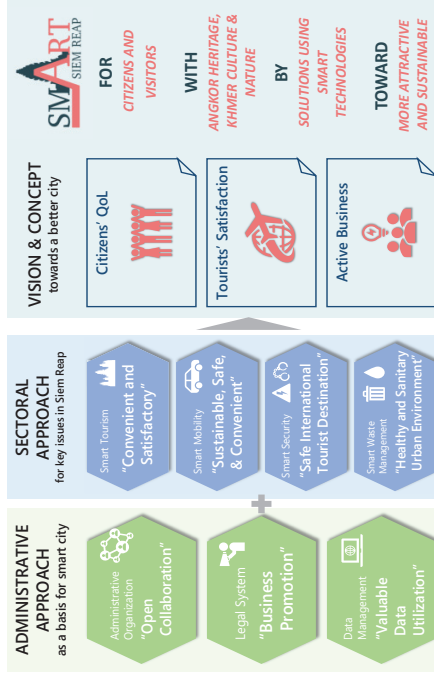 ADMINISTRATIVE
APPROACH
as a basis for smart city
Administrative
Organization
“Open
Collaboration”
Legal System
“Business
Promotion”
Data
Management
“Valuable
Data
Utilization”
SECTORAL
APPROACH
for key issues in Siem Reap
Smart Tourism
“Convenient and
Satisfactory”
Smart Mobility
“Sustainable, Safe,
& Convenient”
Smart Security
“Safe International
Tourist Destination”
Smart Waste
Management
“Healthy and Sanitary
Urban Environment”
VISION & CONCEPT
towards a better city
Citizens’ QoL
Tourists’ Satisfaction
Active Business
SMART
SIEM REAP
FOR
CITIZENS AND
VISITORS
WITH
ANGKOR HERITAGE,
KHMER CULTURE &
NATURE
BY
SOLUTIONS USING
SMART
TECHNOLOGIES
TOWARD
MORE ATTRACTIVE
AND SUSTAINABLE